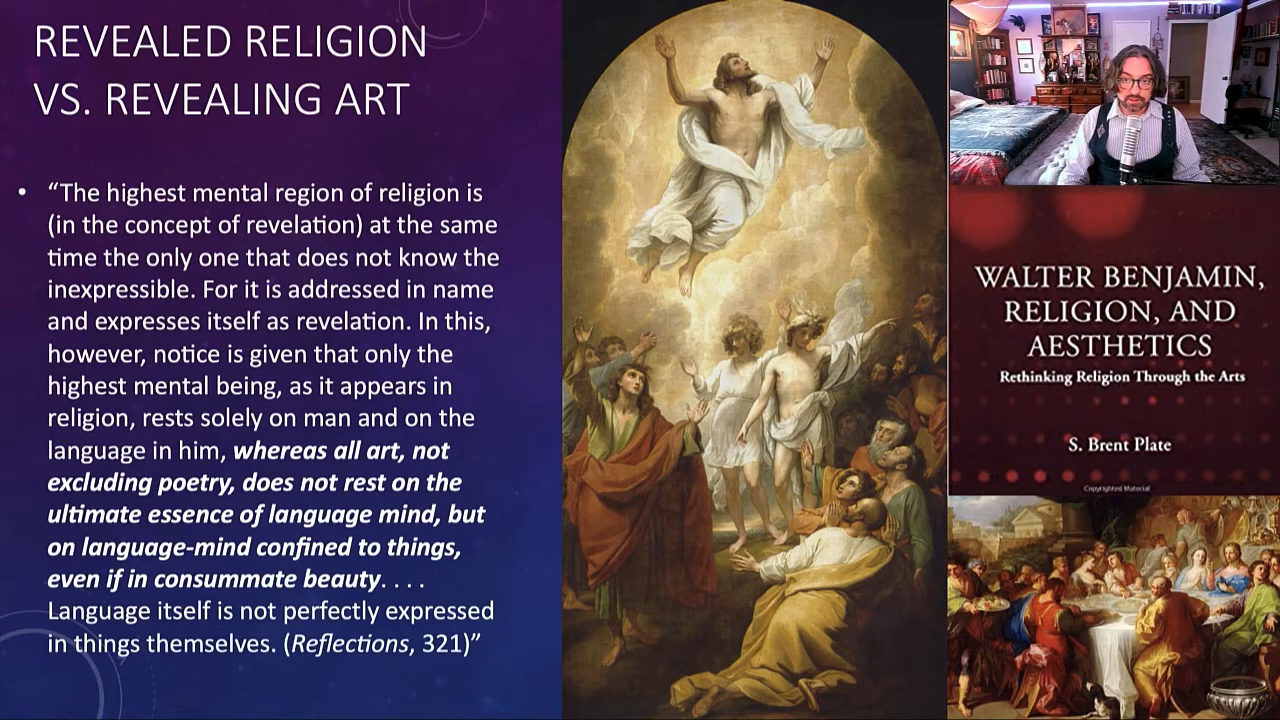 REVEALED RELIGION
VS. REVEALING ART
• “The highest mental region of religion is
(in the concept of revelation) at the same
time the only one that does not know the
inexpressible. For it is addressed in name
and expresses itself as revelation. In this,
however, notice is given that only the
highest mental being, as it appears in
religion, rests solely on man and on the
language in him, whereas all art, not
excluding poetry, does not rest on the
ultimate essence of language mind, but
on language-mind confined to things,
even if in consummate beauty. . . .
Language itself is not perfectly expressed
in things themselves. (Reflections, 321)”
WALTER BENJAMIN,
RELIGION, AND
AESTHETICS
Rethinking Religion Through the Arts
S. Brent Plate
Copyrighted Material